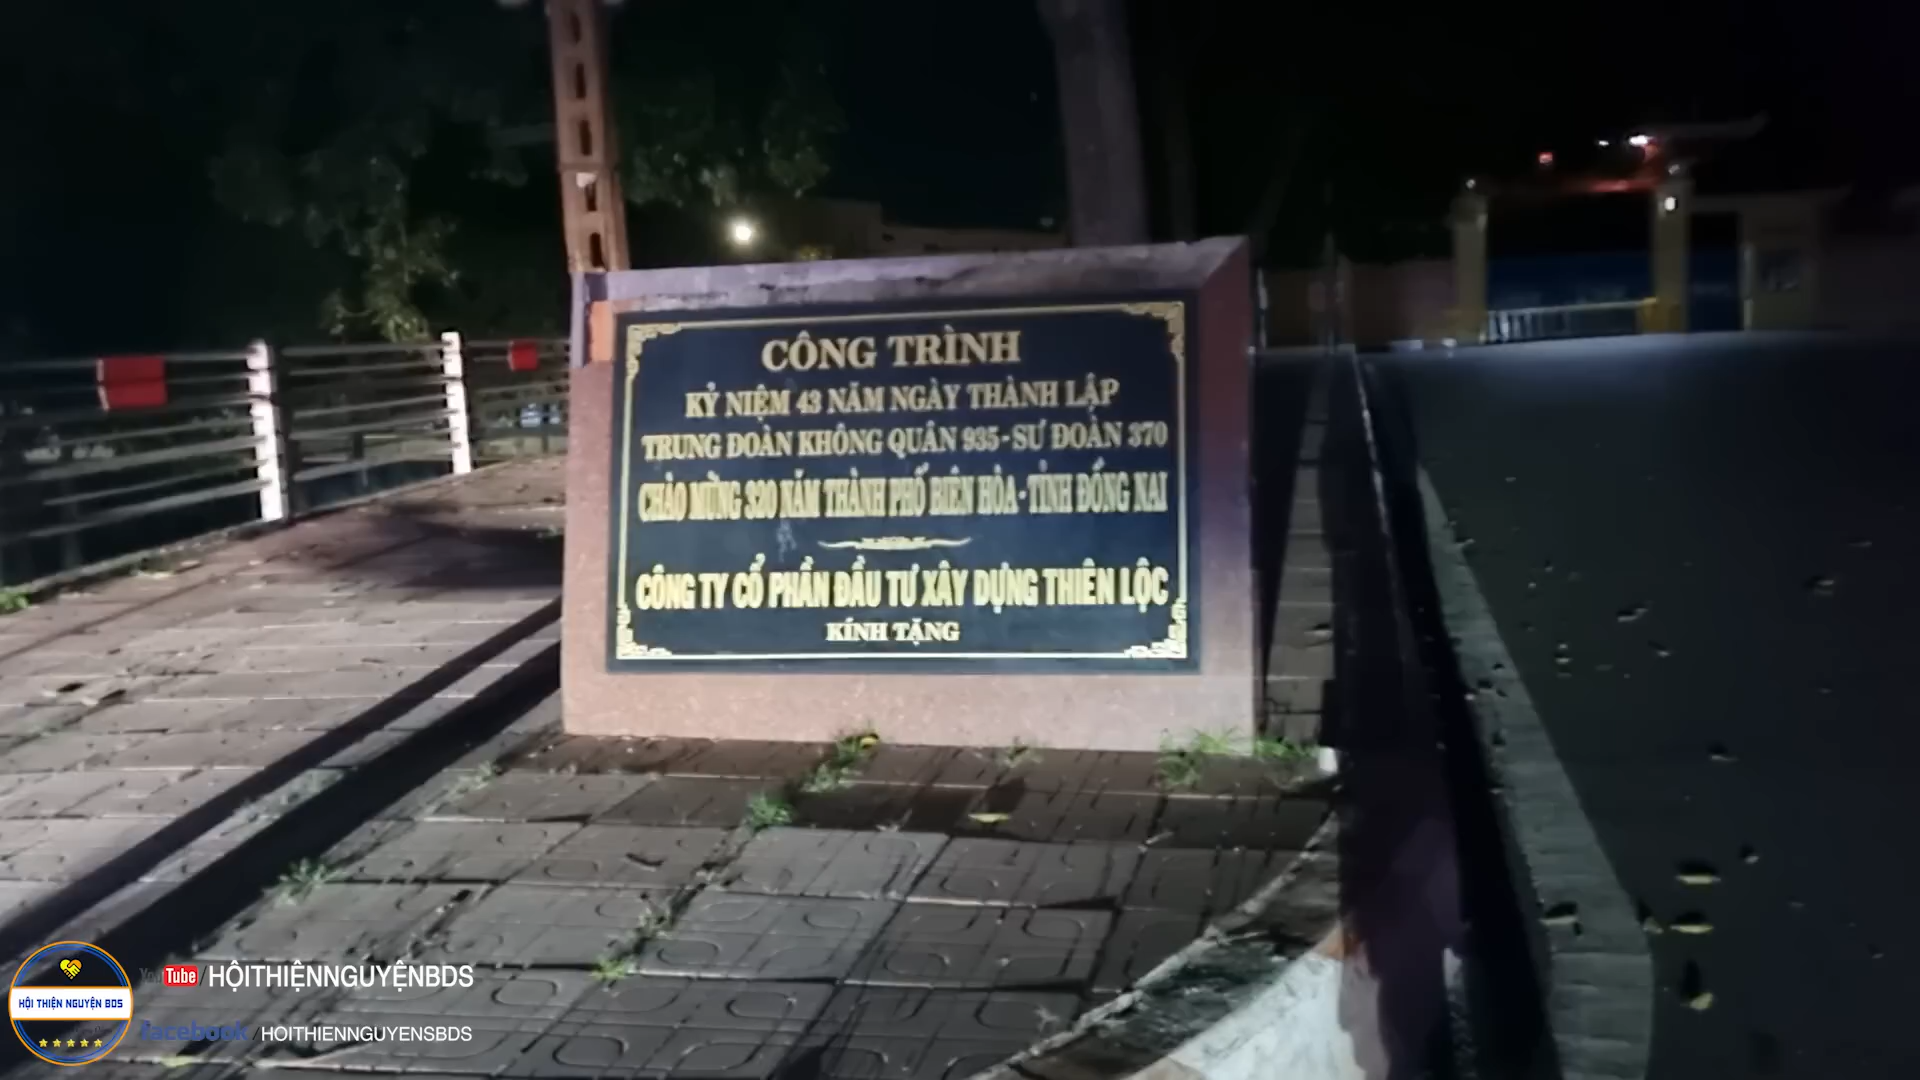 CÔNG TRÌNH
KỶ NIỆM 43 NĂM NGÀY THÀNH LẬP
TRUNG ĐOÀN KHÔNG QUÂN 935-SƯ ĐOÀN 370
CHÀO MỪNG 320 NĂM THÀNH PHỐ BIÊN HÒA-TỈNH ĐỒNG NAI
CÔNG TY CỔ PHẦN ĐẦU TƯ XÂY DỰNG THIÊN LỘC
KÍNH TẶNG
YouTube/HỘITHIỆNNGUYỆNBDS
HỘI THIỆN NGUYỆN BDS
facebook/HOITHIENNGUYENSBDS